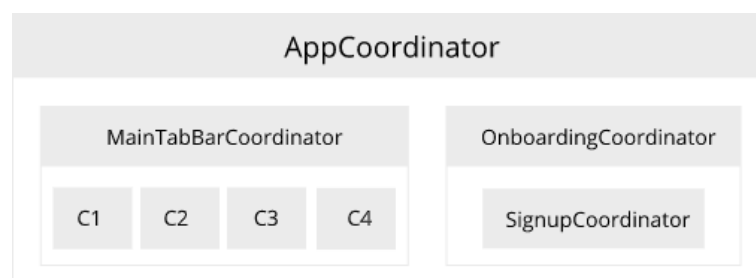 AppCoordinator
MainTabBarCoordinator
OnboardingCoordinator
C1
C2
C3
C4
SignupCoordinator